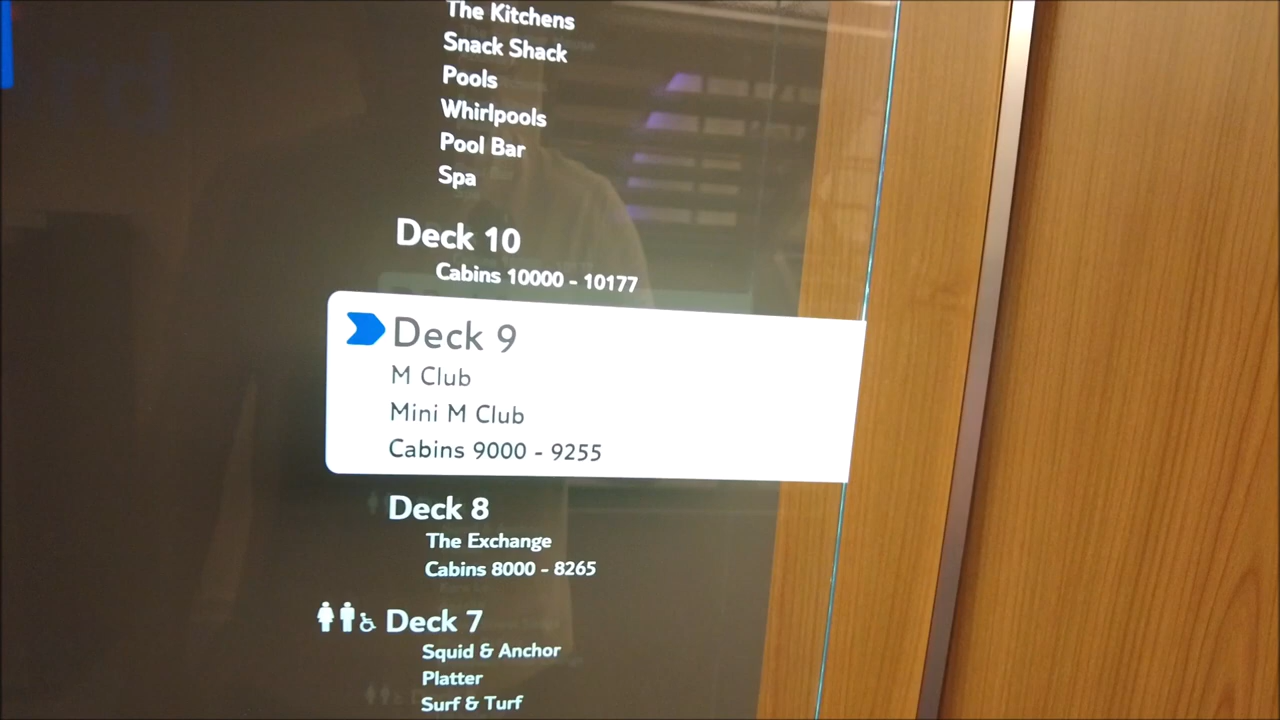 The Kitchens
Snack Shack
Pools
Whirlpools
Pool Bar
Spa
Deck 10
Cabins 10000 - 10177
Deck 9
M Club
Mini M Club
Cabins 9000 - 9255
Deck 8
The Exchange
Cabins 8000 - 8265
Deck 7
Squid & Anchor
Platter
Surf & Turf